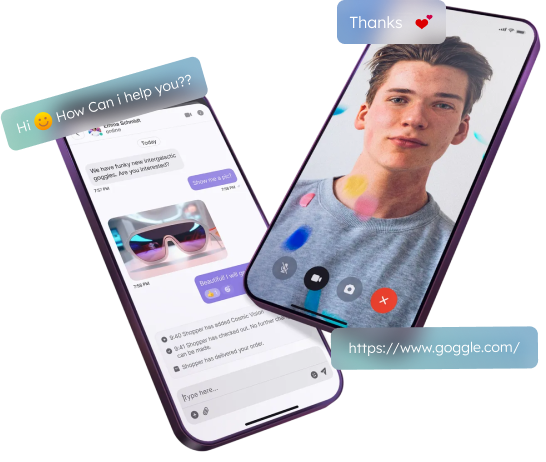 Thanks
Hi 😊 How Can i help you??
Emma Schmidt
online
Today
We have funky new intergalactic
goggles. Are you interested?
7:57 PM
Show me a pic?
7:58 PM
7:58 PM
Beautiful! I will ge
9:40 Shopper has added Cosmic Vision
9:41 Shopper has checked out. No further cha
can be made.
Shopper has delivered your order.
Type here...
https://www.goggle.com/